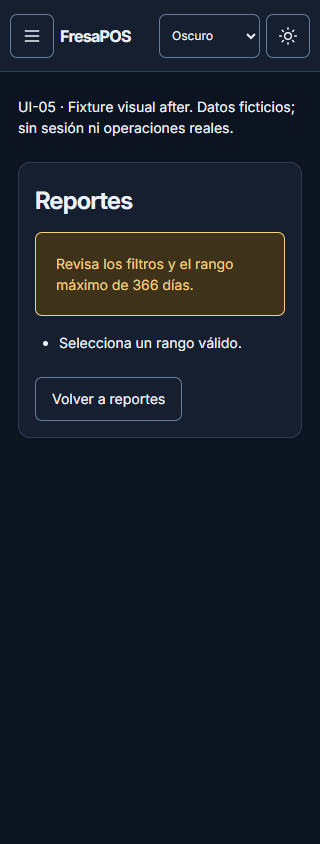 FresaPOS
Oscuro
UI-05 · Fixture visual after. Datos ficticios;
sin sesión ni operaciones reales.
Reportes
Revisa los filtros y el rango
máximo de 366 días.
• Selecciona un rango válido.
Volver a reportes